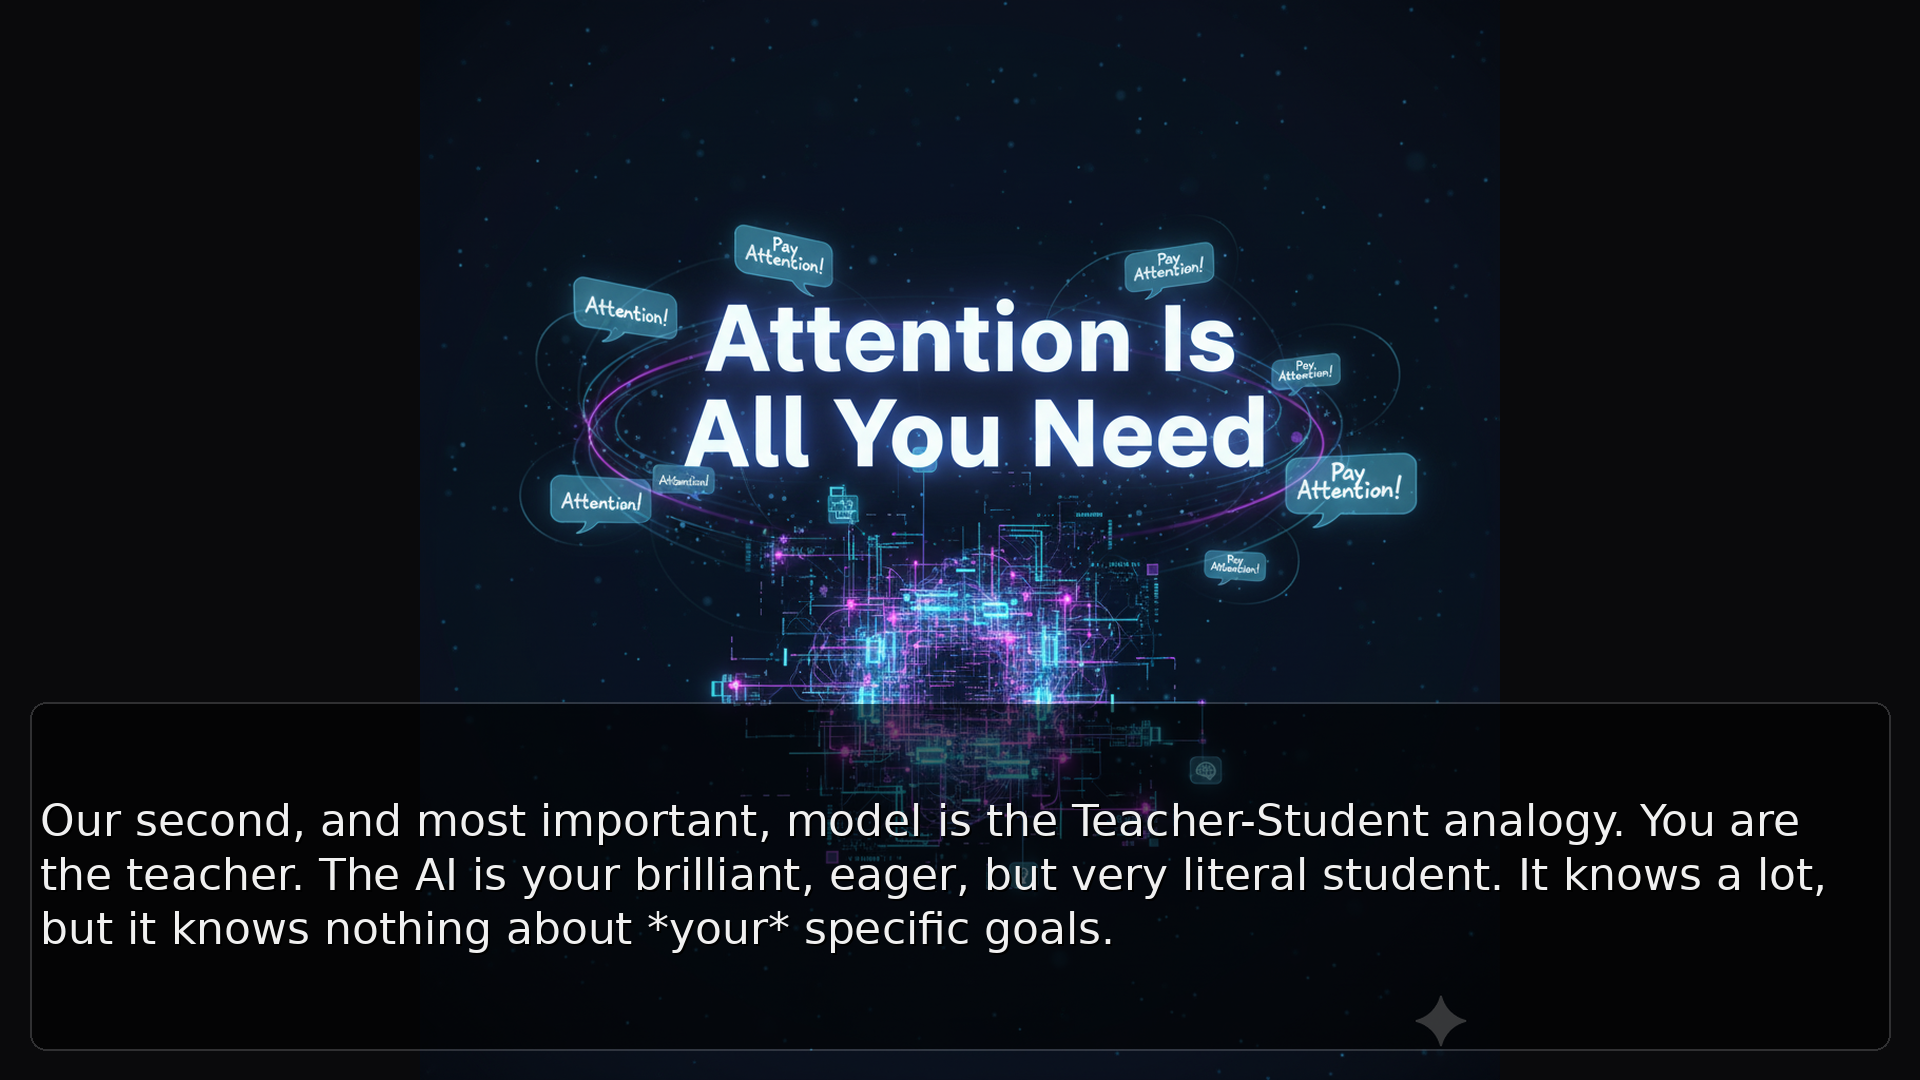 Pay
Attention!
Pay
Attention!
Attention!
Attention Is
Pay
Attention!
All You Need
Pay
Attention!
Attention!
Attention!
Pay
Attention!
Our second, and most important, model is the Teacher-Student analogy. You are
the teacher. The AI is your brilliant, eager, but very literal student. It knows a lot,
but it knows nothing about *your* specific goals.